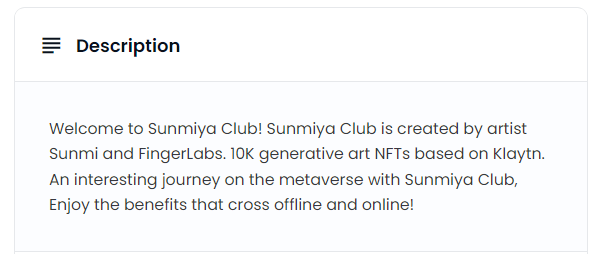 Description
Welcome to Sunmiya Club! Sunmiya Club is created by artist
Sunmi and FingerLabs. 10K generative art NFTs based on Klaytn.
An interesting journey on the metaverse with Sunmiya Club,
Enjoy the benefits that cross offline and online!